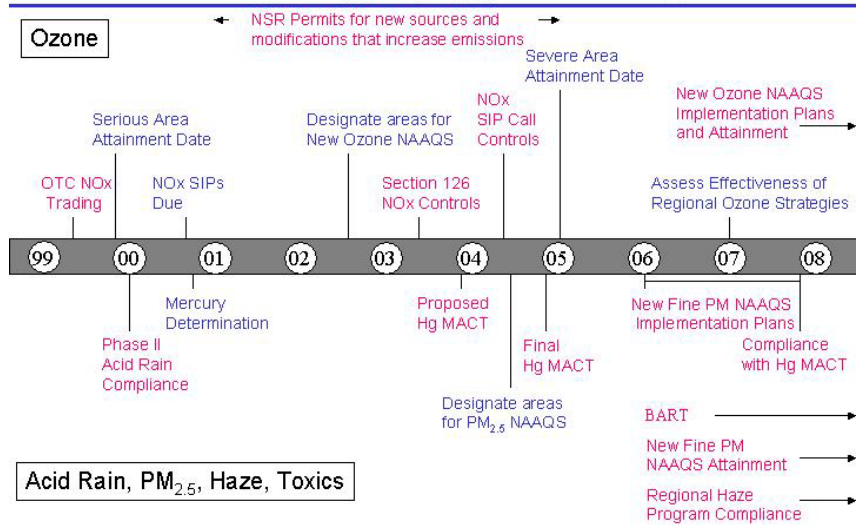 NSR Permits for new sources and
modifications that increase emissions
Ozone
Severe Area
Attainment Date
New Ozone NAAQS
Implementation Plans
and Attainment
NOx
SIP Call
Controls
Serious Area
Attainment Date
Designate areas for
New Ozone NAAQS
OTC NOx
Trading
NOx SIPs
Due
Section 126
NOx Controls
Assess Effectiveness of
Regional Ozone Strategies
99 00 01 02 03 04 05 06 07 08
Mercury
Determination
Proposed
Hg MACT
New Fine PM NAAQS
Implementation Plans
Phase II
Acid Rain
Compliance
Final
Hg MACT
Compliance
with Hg MACT
Designate areas
for PM2.5 NAAQS
BART
New Fine PM
NAAQS Attainment
Acid Rain, PM2.5, Haze, Toxics
Regional Haze
Program Compliance